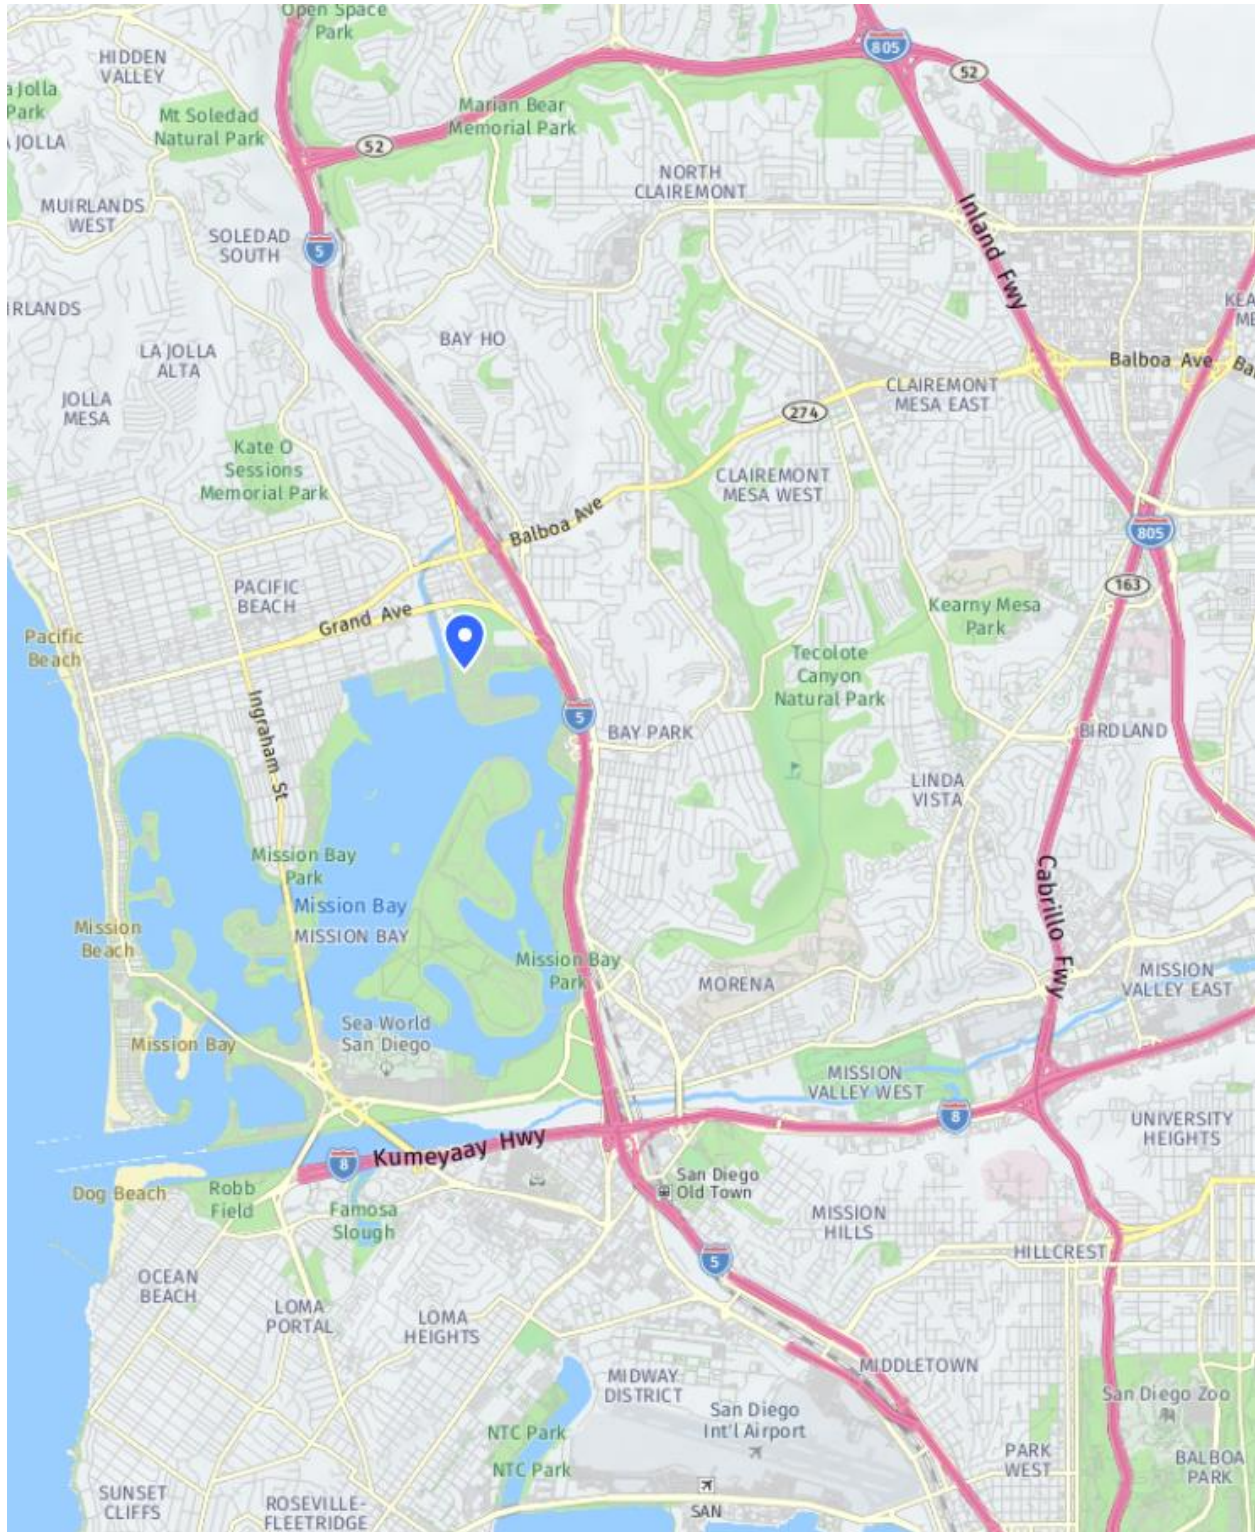 Open Space
Park
805
HIDDEN
VALLEY
52
a Jolla
Park
Mt Soledad
Natural Park
Marian Bear
Memorial Park
A JOLLA
52
NORTH
CLAIREMONT
MUIRLANDS
WEST
SOLEDAD
SOUTH
5
Inland Fwy
IRLANDS
KEA
ME
BAY HO
LA JOLLA
ALTA
Balboa Ave
Ba
CLAIREMONT
MESA EAST
JOLLA
MESA
274
Kate O
Sessions
Memorial Park
CLAIREMONT
MESA WEST
Balboa Ave
805
163
PACIFIC
BEACH
Grand Ave
Kearny Mesa
Park
Pacific
Beach
Tecolote
Canyon
Natural Park
Ingraham St
5
BAY PARK
BIRDLAND
LINDA
VISTA
Mission Bay
Park
Cabrillo Fwy
Mission Bay
MISSION BAY
Mission
Beach
Mission Bay
Park
MORENA
MISSION
VALLEY EAST
Sea World
San Diego
Mission Bay
MISSION
VALLEY WEST
8
UNIVERSITY
HEIGHTS
Kumeyaay Hwy
8
Dog Beach
Robb
Field
Famosa
Slough
San Diego
Old Town
MISSION
HILLS
HILLCREST
5
OCEAN
BEACH
LOMA
PORTAL
LOMA
HEIGHTS
MIDDLETOWN
MIDWAY
DISTRICT
San Diego Zoo
San Diego
Int'l Airport
NTC Park
NTC Park
PARK
WEST
BALBOA
PARK
SUNSET
CLIFFS
ROSEVILLE-
FLEETRIDGE
SAN